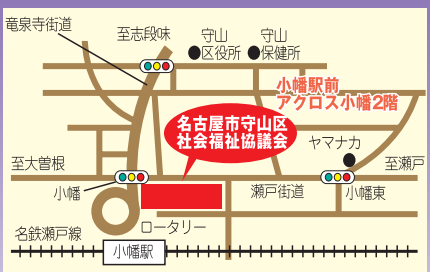 竜泉寺街道
至志段味
守山
区役所
守山
保健所
小幡駅前
アクロス小幡2階
名古屋市守山区
社会福祉協議会
ヤマナカ
至大曽根
至瀬戸
小幡
瀬戸街道
小幡東
名鉄瀬戸線
ロータリー
小幡駅